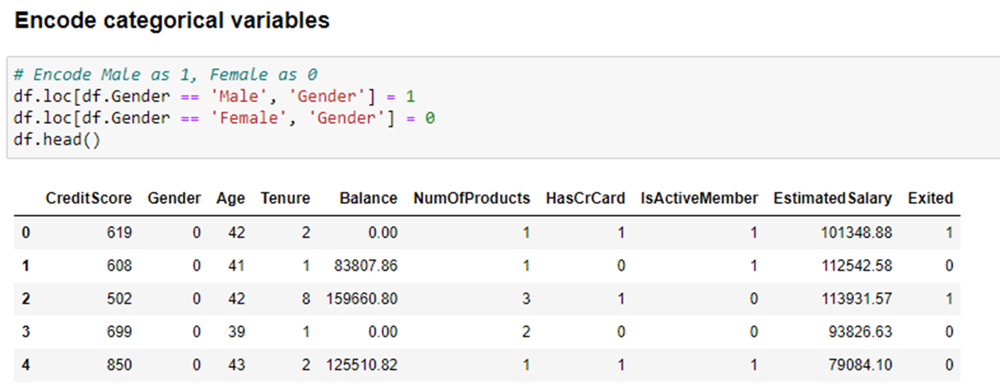 Encode categorical variables
# Encode Male as 1, Female as 0
df.loc[df.Gender == 'Male', 'Gender'] = 1
df.loc[df.Gender == 'Female', 'Gender'] = 0
df.head()
CreditScore Gender Age Tenure Balance NumOfProducts HasCrCard IsActiveMember EstimatedSalary Exited
0 619 0 42 2 0.00 1 1 1 101348.88 1
1 608 0 41 1 83807.86 1 0 1 112542.58 0
2 502 0 42 8 159660.80 3 1 0 113931.57 1
3 699 0 39 1 0.00 2 0 0 93826.63 0
4 850 0 43 2 125510.82 1 1 1 79084.10 0